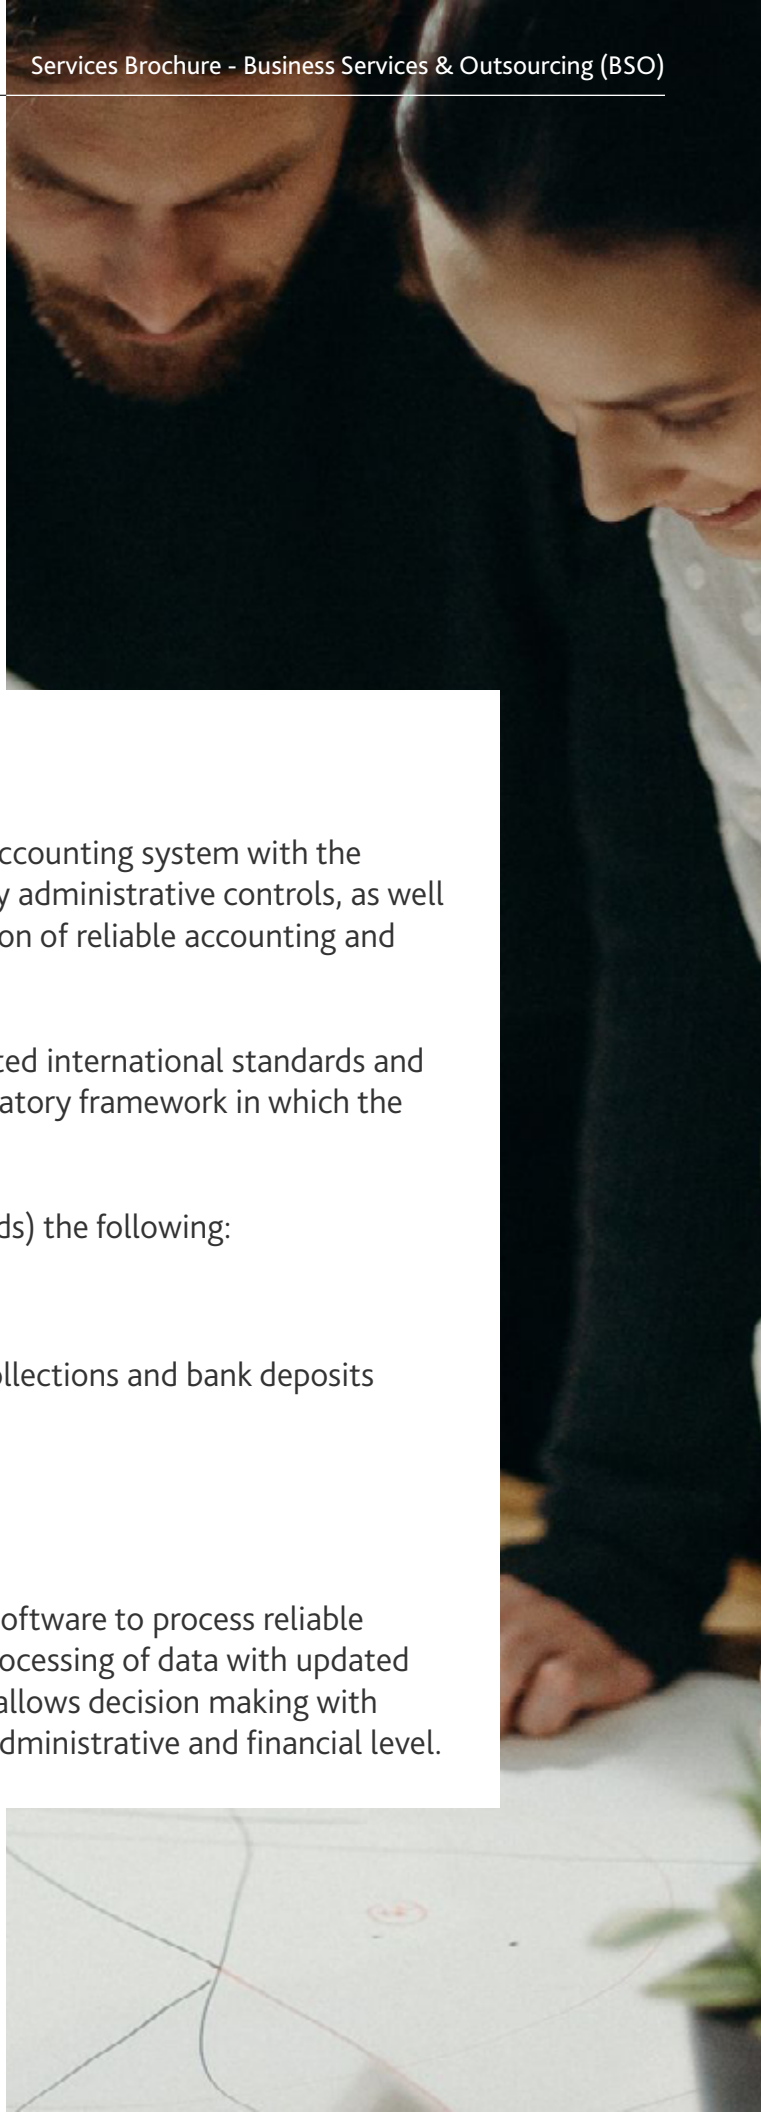 Services Brochure - Business Services & Outsourcing (BSO)
ccounting system with the
y administrative controls, as well
on of reliable accounting and
ted international standards and
atory framework in which the
ds) the following:
ollections and bank deposits
oftware to process reliable
ocessing of data with updated
allows decision making with
dministrative and financial level.